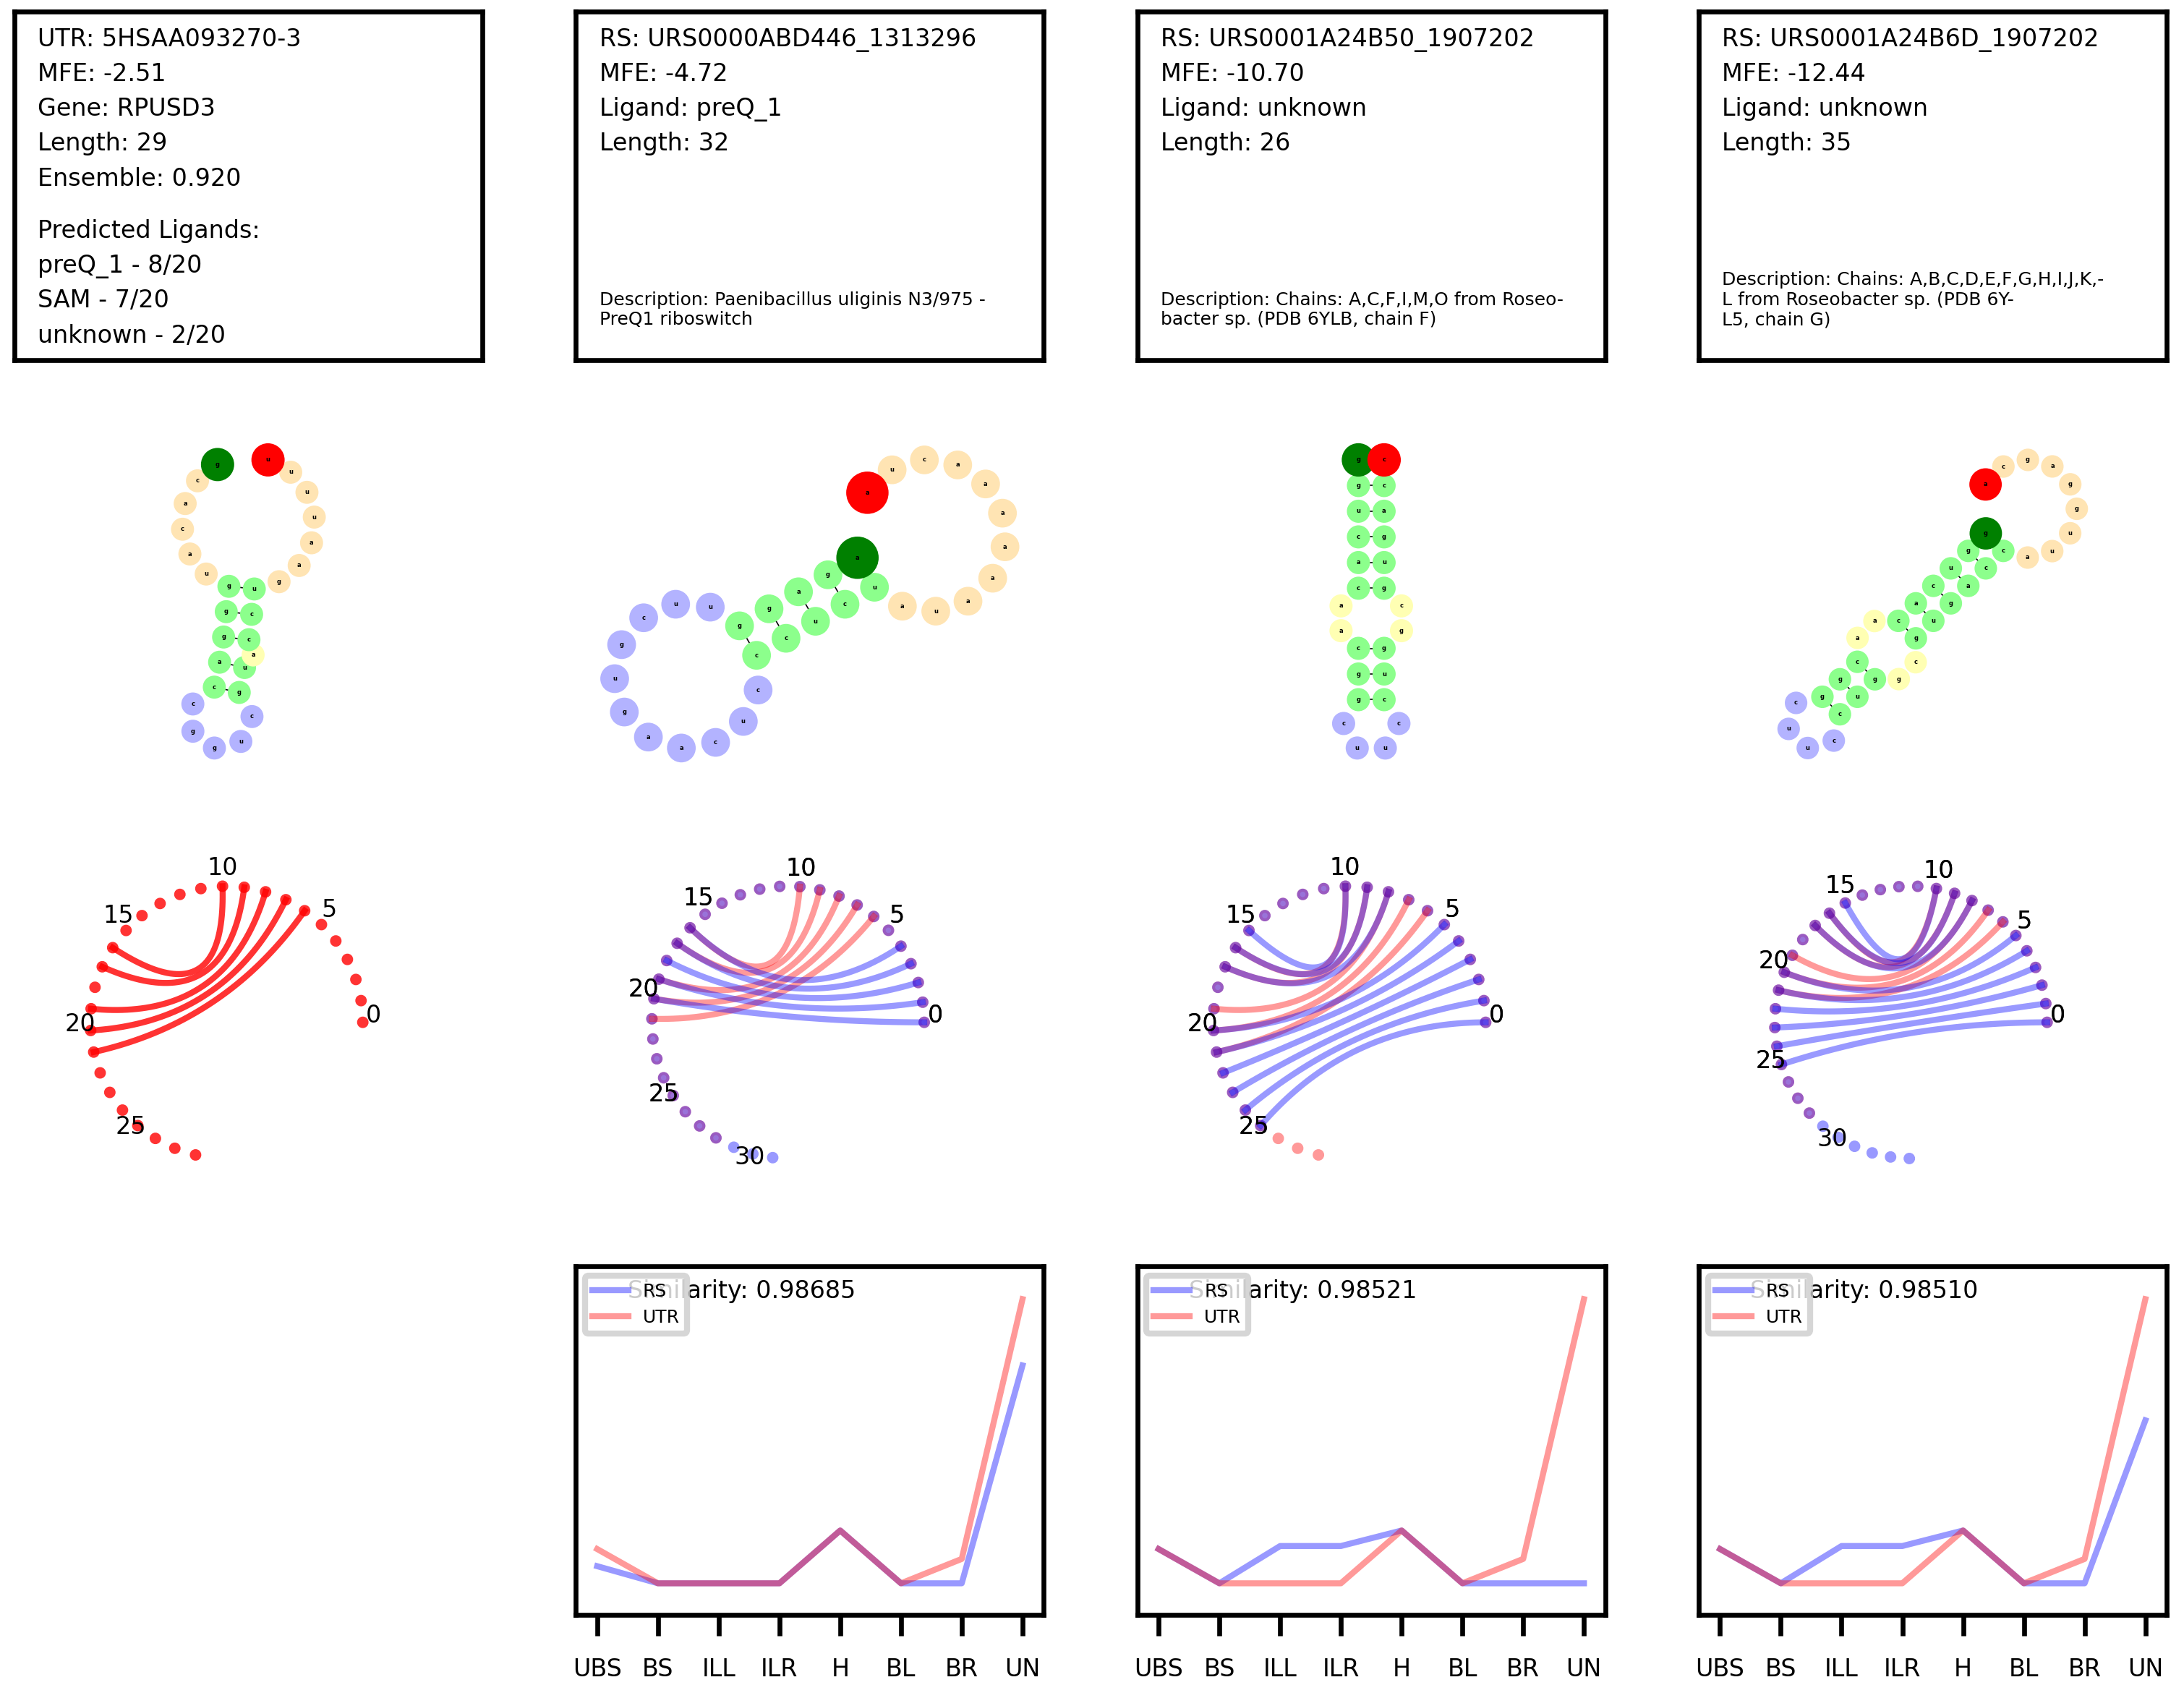 UTR: 5HSAA093270-3
MFE: -2.51
Gene: RPUSD3
Length: 29
Ensemble: 0.920
Predicted Ligands:
preQ_1 - 8/20
SAM - 7/20
unknown - 2/20
RS: URS0000ABD446_1313296
MFE: -4.72
Ligand: preQ_1
Length: 32
Description: Paenibacillus uliginis N3/975 -
PreQ1 riboswitch
RS: URS0001A24B50_1907202
MFE: -10.70
Ligand: unknown
Length: 26
Description: Chains: A,C,F,I,M,O from Roseo-
bacter sp. (PDB 6YLB, chain F)
RS: URS0001A24B6D_1907202
MFE: -12.44
Ligand: unknown
Length: 35
Description: Chains: A,B,C,D,E,F,G,H,I,J,K,-
L from Roseobacter sp. (PDB 6Y-
L5, chain G)
0 5 10 15 20 25
0 5 10 15 20 25 30
0 5 10 15 20 25
0 5 10 15 20 25 30
Similarity: 0.98685
RS
UTR
UBS BS ILL ILR H BL BR UN
Similarity: 0.98521
RS
UTR
UBS BS ILL ILR H BL BR UN
Similarity: 0.98510
RS
UTR
UBS BS ILL ILR H BL BR UN